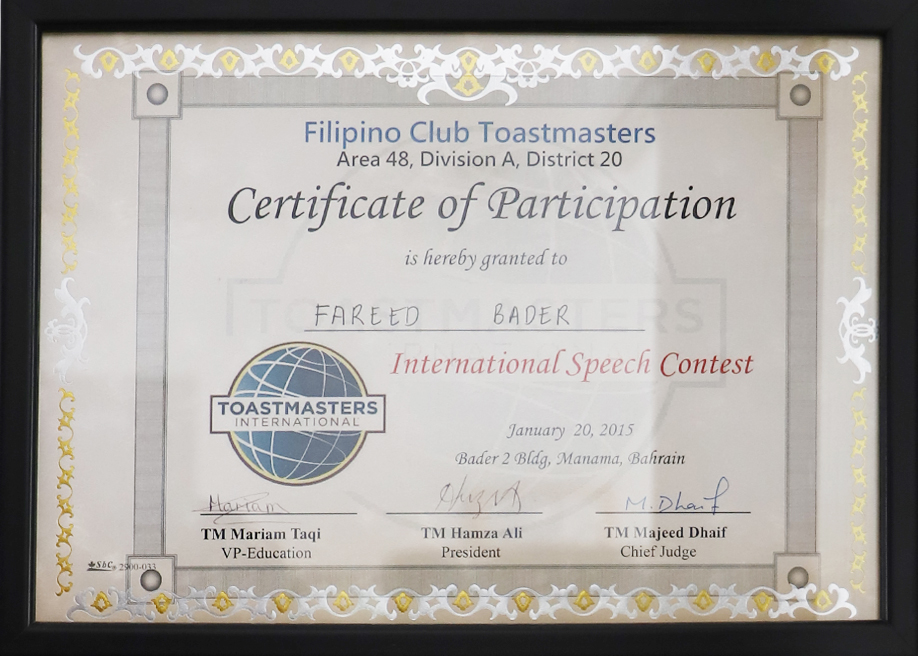 Filipino Club Toastmasters
Area 48, Division A, District 20
Certificate of Participation
is hereby granted to
FAREED BADER
International Speech Contest
TOASTMASTERS
INTERNATIONAL
January 20, 2015
Bader 2 Bldg, Manama, Bahrain
Mariam
M. Dhaif
TM Mariam Taqi
VP-Education
TM Hamza Ali
President
TM Majeed Dhaif
Chief Judge
SbC® 2900-033
TOASTMASTERS